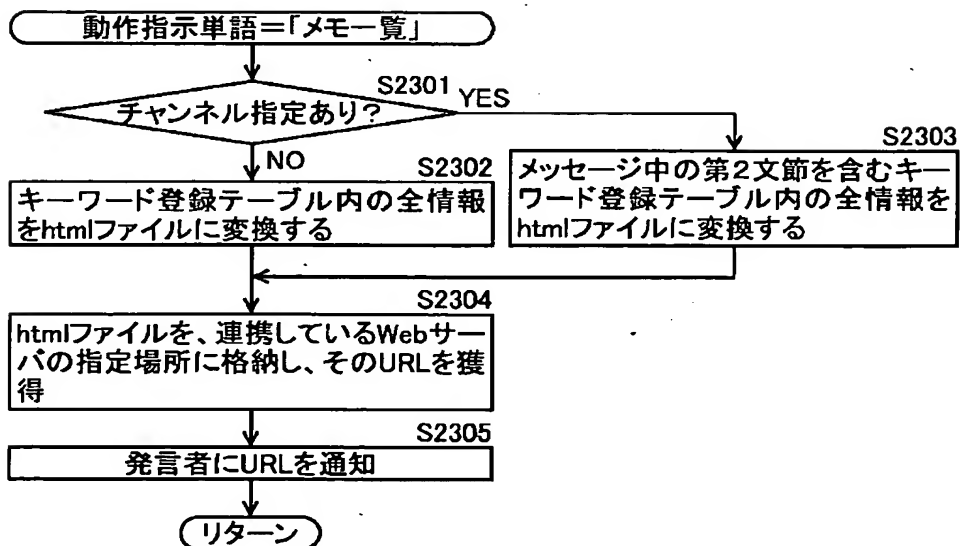 動作指示単語=「メモ一覧」
S2301
チャンネル指定あり?
YES
NO
S2302
キーワード登録テーブル内の全情報
をhtmlファイルに変換する
S2303
メッセージ中の第2文節を含むキー
ワード登録テーブル内の全情報を
htmlファイルに変換する
S2304
htmlファイルを、連携しているWebサー
バの指定場所に格納し、そのURLを獲
得
S2305
発言者にURLを通知
リターン